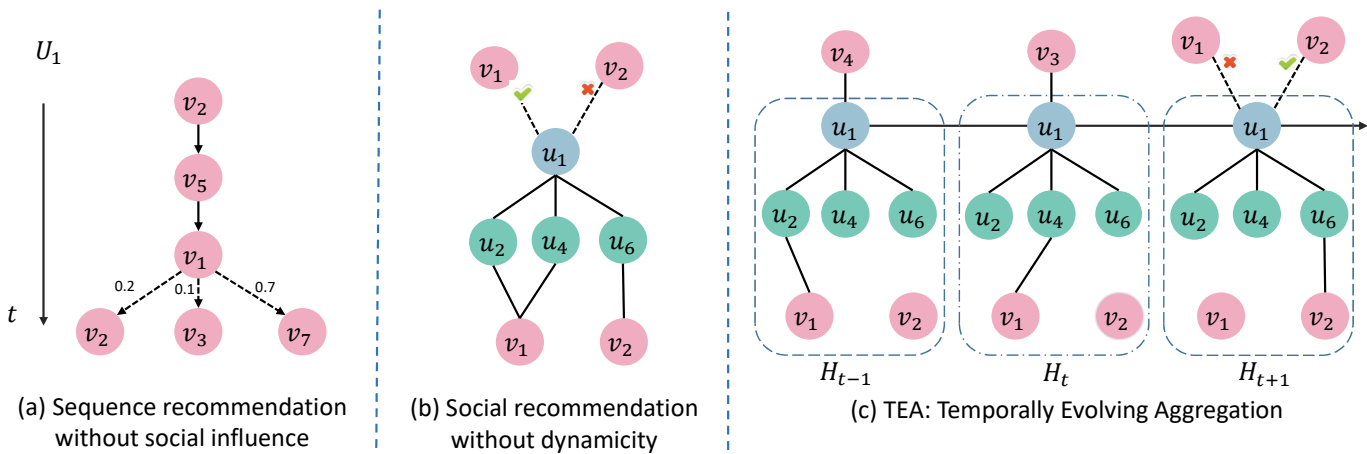 U₁
v₂
v₅
v₁
0.2 0.1 0.7
t
v₂ v₃ v₇
(a) Sequence recommendation
without social influence
v₁ v₂
u₁
u₂ u₄ u₆
v₁ v₂
(b) Social recommendation
without dynamicity
v₄ v₃ v₁ v₂
u₁ u₁ u₁
u₂ u₄ u₆ u₂ u₄ u₆ u₂ u₄ u₆
v₁ v₂ v₁ v₂ v₁ v₂
Hₜ₋₁ Hₜ Hₜ₊₁
(c) TEA: Temporally Evolving Aggregation